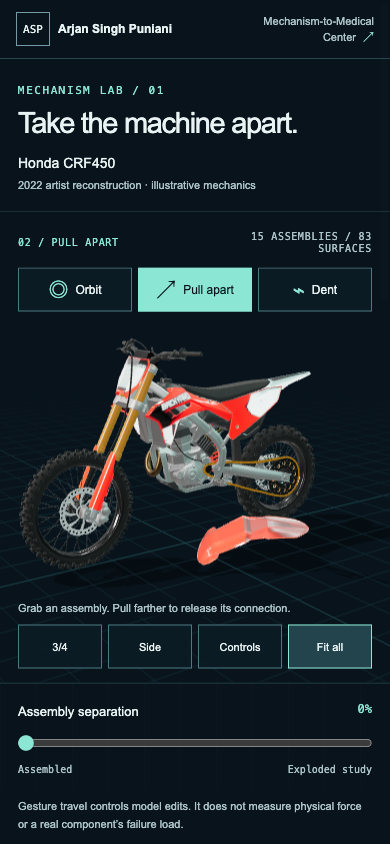 ASP
Arjan Singh Puniani
Mechanism-to-Medical
Center ↗
MECHANISM LAB / 01
Take the machine apart.
Honda CRF450
2022 artist reconstruction · illustrative mechanics
02 / PULL APART
15 ASSEMBLIES / 83
SURFACES
Orbit
Pull apart
Dent
Grab an assembly. Pull farther to release its connection.
3/4
Side
Controls
Fit all
Assembly separation
0%
Assembled
Exploded study
Gesture travel controls model edits. It does not measure physical force
or a real component's failure load.